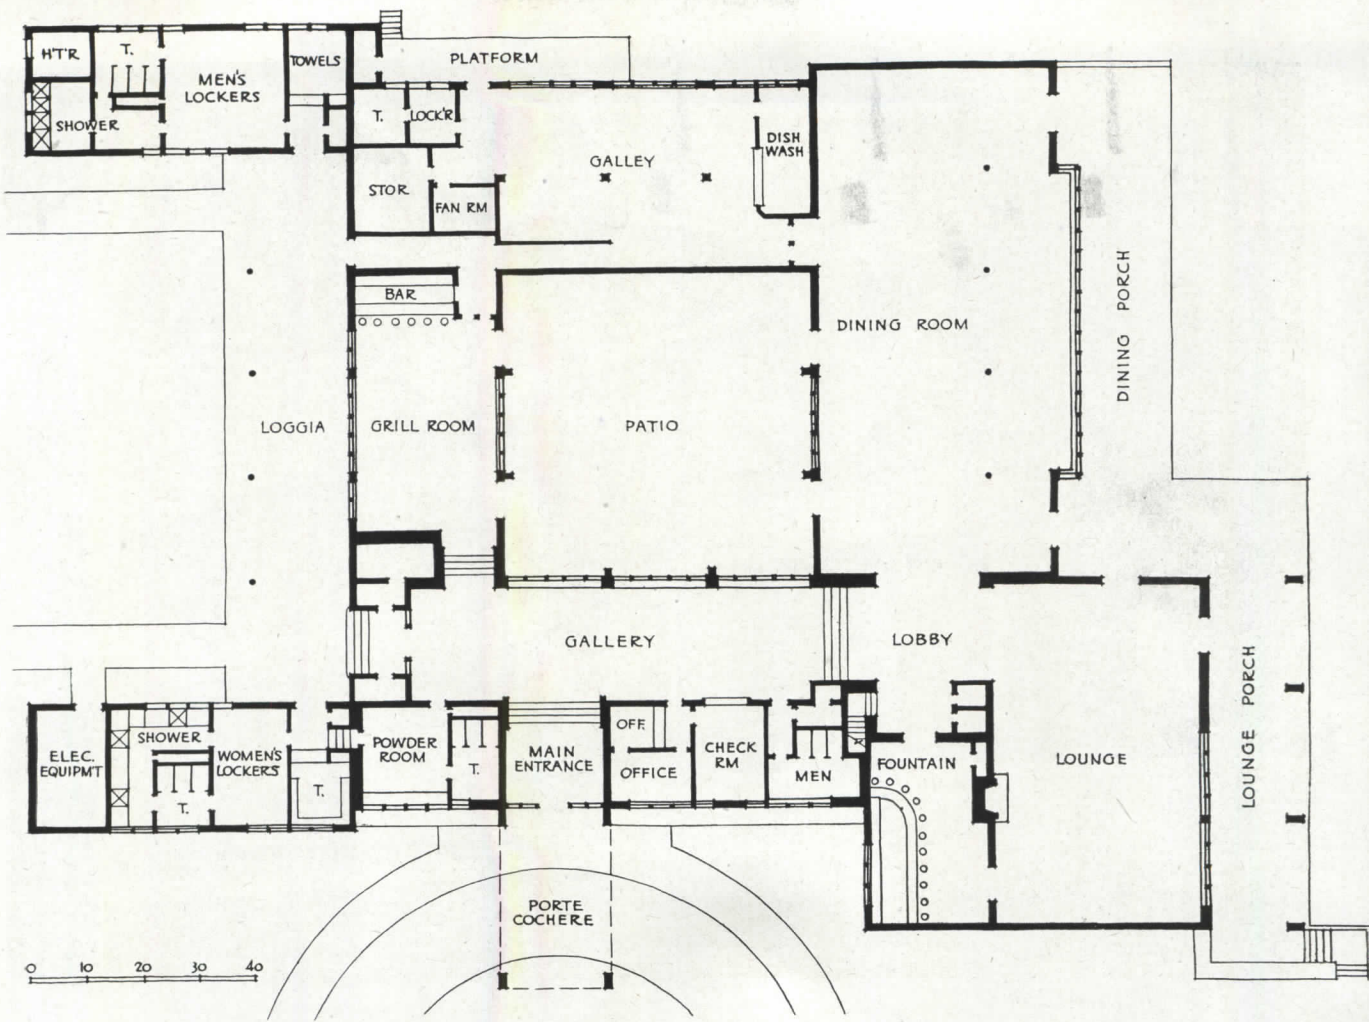 H'T'R
T.
MEN'S
LOCKERS
TOWELS
SHOWER
PLATFORM
T.
LOCK'R
GALLEY
DISH
WASH
STOR.
FAN RM
BAR
LOGGIA
GRILL ROOM
PATIO
DINING ROOM
DINING PORCH
GALLERY
LOBBY
LOUNGE PORCH
ELEC.
EQUIPM'T
SHOWER
T.
WOMEN'S
LOCKERS
T.
POWDER
ROOM
T.
MAIN
ENTRANCE
OFF.
OFFICE
CHECK
RM
MEN
FOUNTAIN
LOUNGE
PORTE
COCHERE
0 10 20 30 40